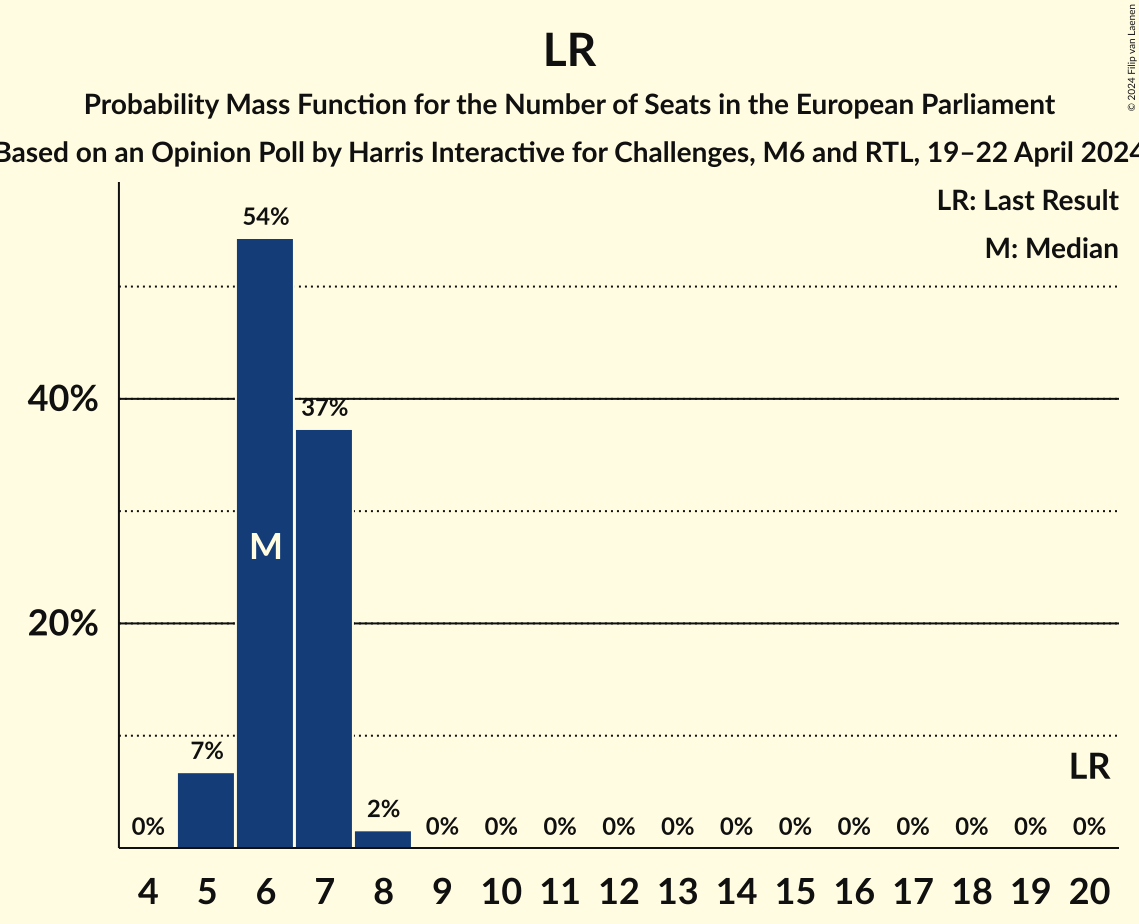 LR
Probability Mass Function for the Number of Seats in the European Parliament
Based on an Opinion Poll by Harris Interactive for Challenges, M6 and RTL, 19–22 April 2024
© 2024 Filip van Laenen
LR: Last Result
M: Median
54%
40%
37%
M
20%
7%
LR
2%
0% 0% 0% 0% 0% 0% 0% 0% 0% 0% 0% 0% 0%
4 5 6 7 8 9 10 11 12 13 14 15 16 17 18 19 20